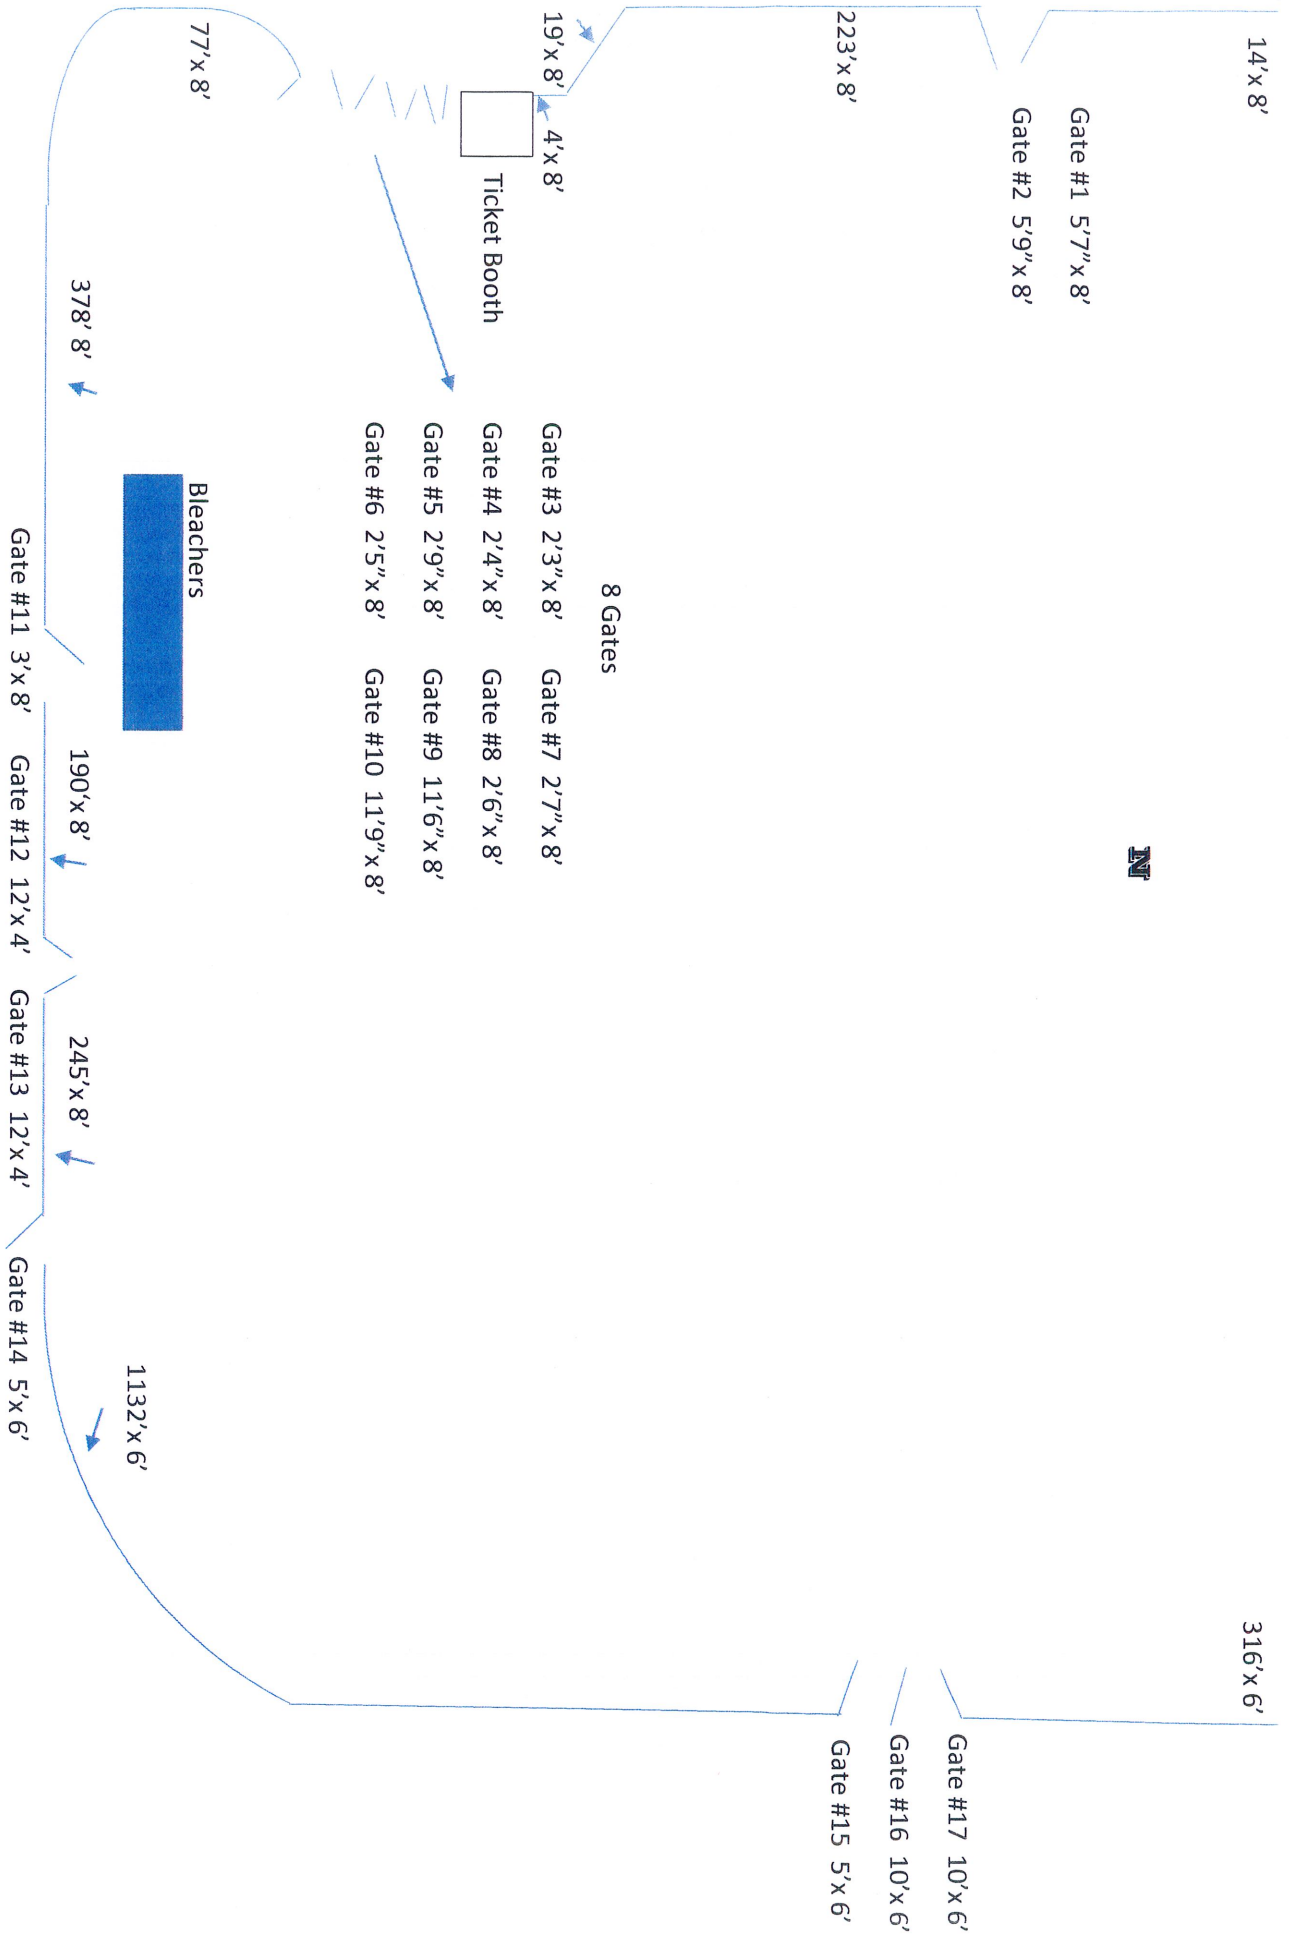 14'x 8'
316'x 6'
N
Gate #1 5'7"x 8'
Gate #2 5'9"x 8'
Gate #17 10'x 6'
Gate #16 10'x 6'
Gate #15 5'x 6'
223'x 8'
8 Gates
19'x 8'
4'x 8'
Ticket Booth
Gate #3 2'3"x 8' Gate #7 2'7"x 8'
Gate #4 2'4"x 8' Gate #8 2'6"x 8'
Gate #5 2'9"x 8' Gate #9 11'6"x 8'
Gate #6 2'5"x 8' Gate #10 11'9"x 8'
77'x 8'
Bleachers
1132'x 6'
378' 8'
190'x 8'
245'x 8'
Gate #11 3'x 8' Gate #12 12'x 4' Gate #13 12'x 4' Gate #14 5'x 6'